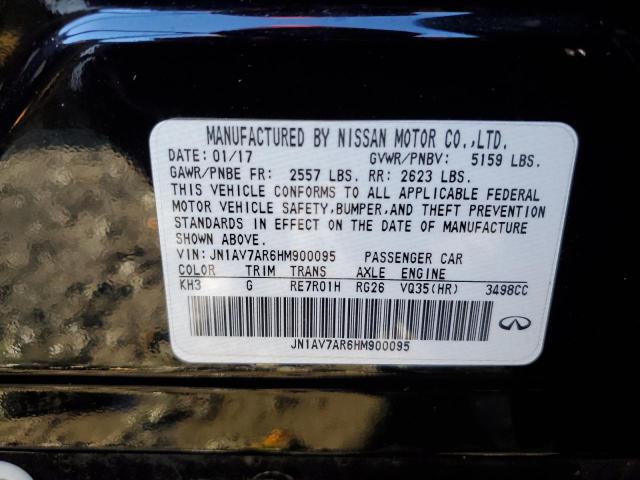 MANUFACTURED BY NISSAN MOTOR CO.,LTD.
DATE: 01/17 GVWR/PNBV: 5159 LBS.
GAWR/PNBE FR: 2557 LBS. RR: 2623 LBS.
THIS VEHICLE CONFORMS TO ALL APPLICABLE FEDERAL
MOTOR VEHICLE SAFETY,BUMPER,AND THEFT PREVENTION
STANDARDS IN EFFECT ON THE DATE OF MANUFACTURE
SHOWN ABOVE.
VIN: JN1AV7AR6HM900095 PASSENGER CAR
COLOR TRIM TRANS AXLE ENGINE
KH3 G RE7R01H RG26 VQ35(HR) 3498CC
JN1AV7AR6HM900095